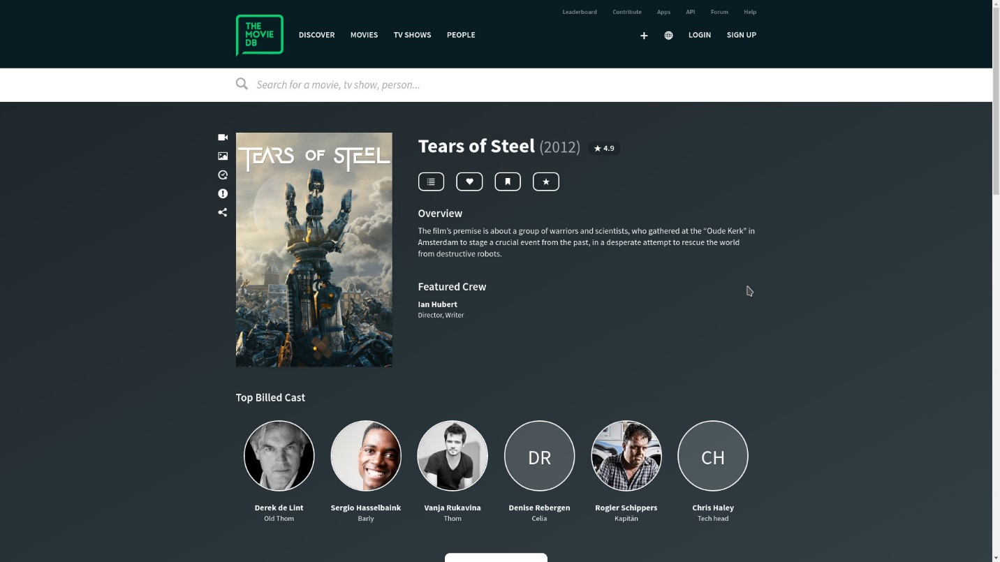 Leaderboard Contribute Apps API Forum Help
THE
MOVIE
DB
DISCOVER MOVIES TV SHOWS PEOPLE
LOGIN SIGN UP
Search for a movie, tv show, person...
TEARS OF STEEL
Tears of Steel (2012) ★ 4.9
Overview
The film’s premise is about a group of warriors and scientists, who gathered at the “Oude Kerk” in
Amsterdam to stage a crucial event from the past, in a desperate attempt to rescue the world
from destructive robots.
Featured Crew
Ian Hubert
Director, Writer
Top Billed Cast
DR CH
Derek de Lint Sergio Hasselbaink Vanja Rukavina Denise Rebergen Rogier Schippers Chris Haley
Old Thom Barly Thom Celia Kapitän Tech head